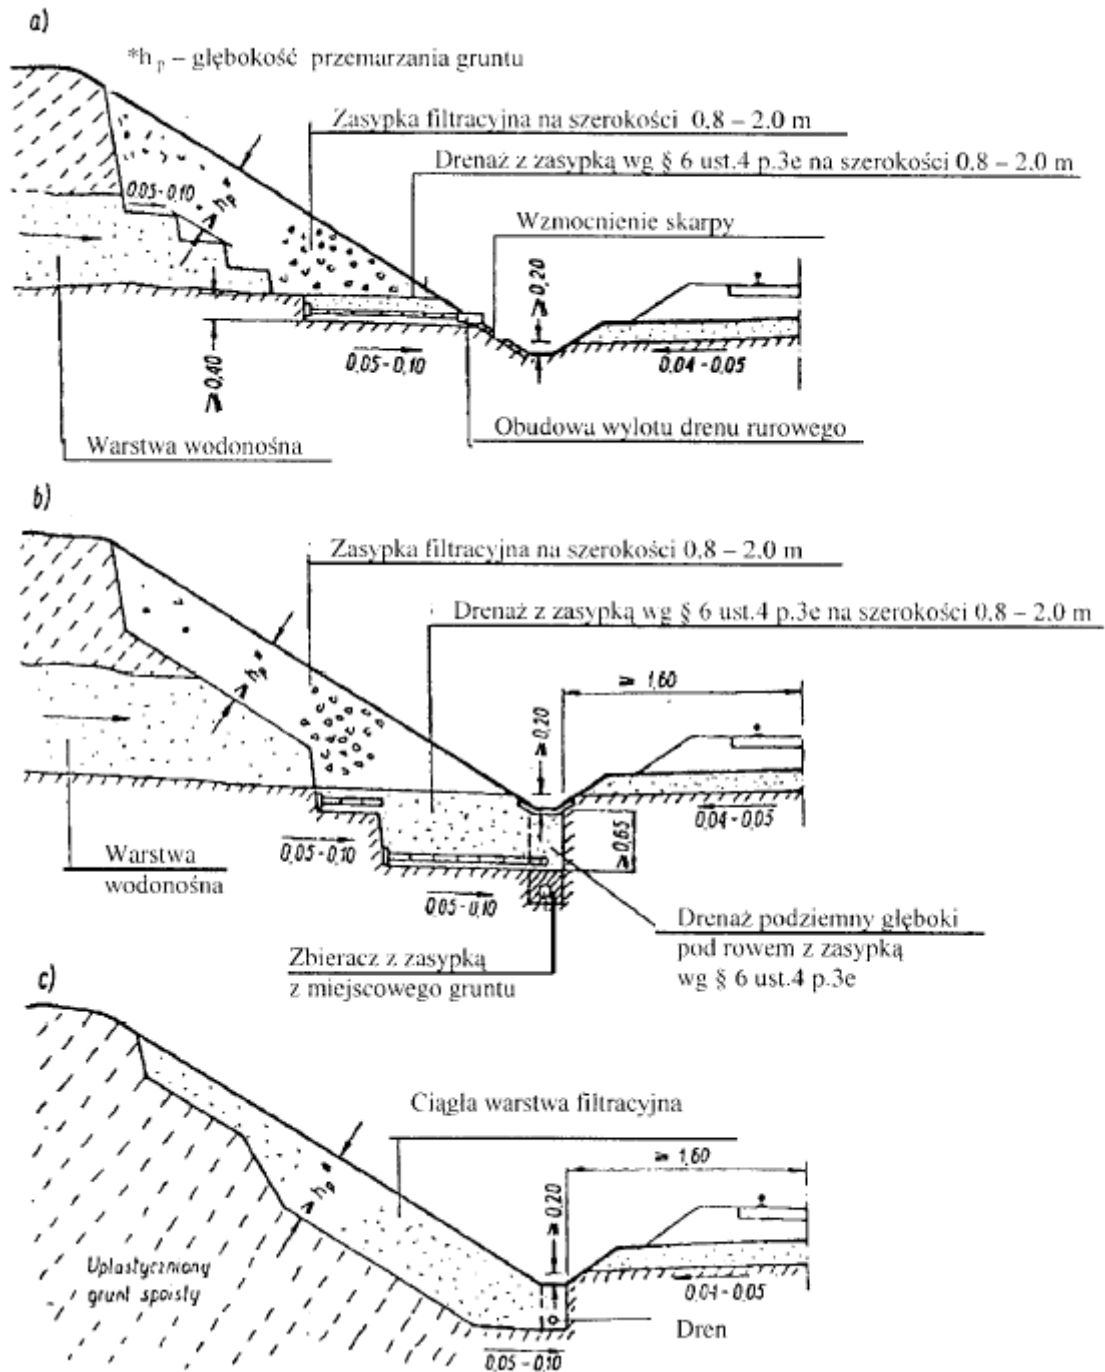 a)
*hp – głębokość przemarzania gruntu
Zasypka filtracyjna na szerokości 0.8 – 2.0 m
Drenaż z zasypką wg § 6 ust.4 p.3e na szerokości 0.8 – 2.0 m
0,05-0,10
≥ hp
Wzmocnienie skarpy
≥0,20
≥0,40
0,05-0,10
0,04-0,05
Obudowa wylotu drenu rurowego
Warstwa wodonośna
b)
Zasypka filtracyjna na szerokości 0.8 – 2.0 m
Drenaż z zasypką wg § 6 ust.4 p.3e na szerokości 0.8 – 2.0 m
≥ hp
≥ 1,60
≥0,20
0,04-0,05
≥0,65
0,05-0,10
Warstwa
wodonośna
0,05-0,10
Drenaż podziemny głęboki
pod rowem z zasypką
wg § 6 ust.4 p.3e
Zbieracz z zasypką
z miejscowego gruntu
c)
Ciągła warstwa filtracyjna
≥ hp
≥ 1,60
≥0,20
Uplastyczniony
grunt spoisty
0,04-0,05
Dren
0,05-0,10